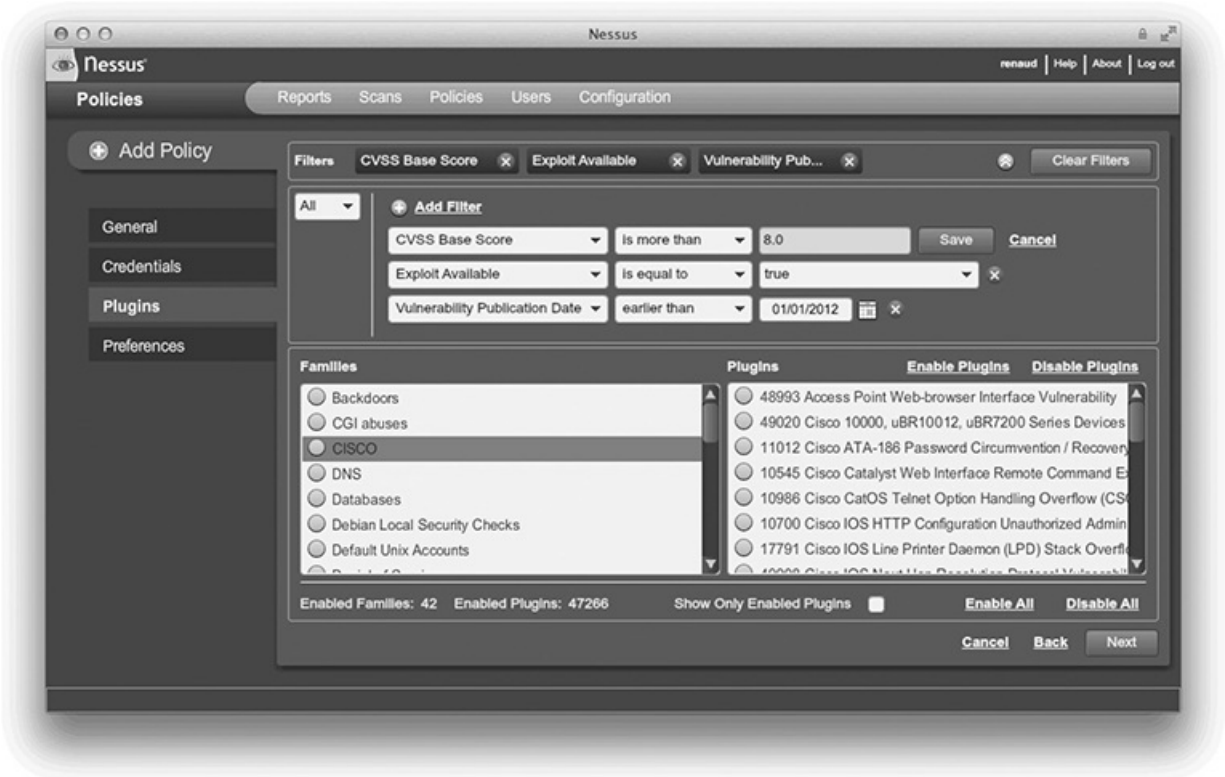 Nessus
Nessus
renaud | Help | About | Log out
Policies
Reports Scans Policies Users Configuration
Add Policy
General
Credentials
Plugins
Preferences
Filters CVSS Base Score Exploit Available Vulnerability Pub... Clear Filters
All
Add Filter
CVSS Base Score is more than 8.0 Save Cancel
Exploit Available is equal to true
Vulnerability Publication Date earlier than 01/01/2012
Families
Backdoors
CGI abuses
CISCO
DNS
Databases
Debian Local Security Checks
Default Unix Accounts
Plugins Enable Plugins Disable Plugins
48993 Access Point Web-browser Interface Vulnerability
49020 Cisco 10000, uBR10012, uBR7200 Series Devices
11012 Cisco ATA-186 Password Circumvention / Recovery
10545 Cisco Catalyst Web Interface Remote Command E
10986 Cisco CatOS Telnet Option Handling Overflow (CS
10700 Cisco IOS HTTP Configuration Unauthorized Admin
17791 Cisco IOS Line Printer Daemon (LPD) Stack Overfl
Enabled Families: 42 Enabled Plugins: 47266 Show Only Enabled Plugins Enable All Disable All
Cancel Back Next